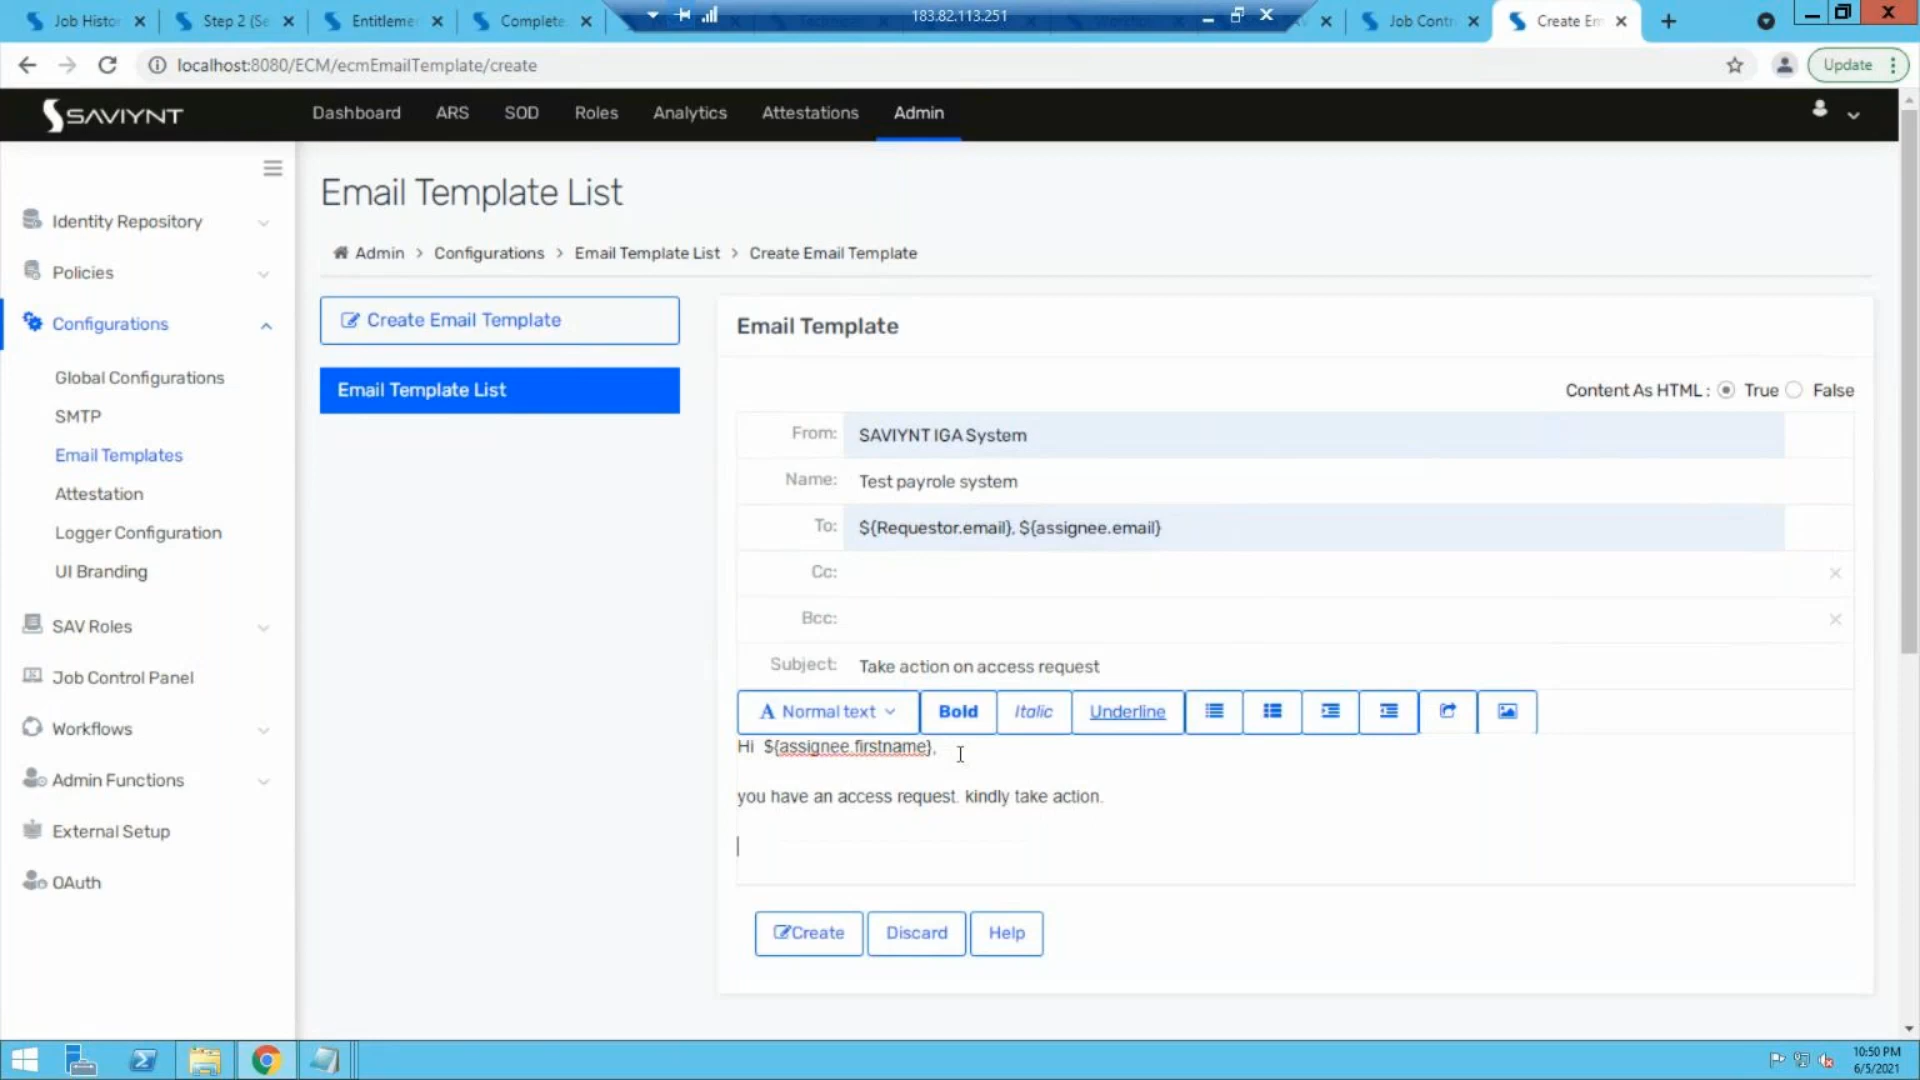 Job Histor
Step 2 (Se
Entitleme
Complete
183.82.113.251
Job Contr
Create Em
localhost:8080/ECM/ecmEmailTemplate/create
Update
SAVIYNT
Dashboard
ARS
SOD
Roles
Analytics
Attestations
Admin
Email Template List
Identity Repository
Admin > Configurations > Email Template List > Create Email Template
Policies
Configurations
Create Email Template
Email Template
Global Configurations
Email Template List
Content As HTML : True False
SMTP
From: SAVIYNT IGA System
Email Templates
Name: Test payrole system
Attestation
To: ${Requestor.email}, ${assignee.email}
Logger Configuration
Cc:
UI Branding
Bcc:
SAV Roles
Subject: Take action on access request
Job Control Panel
A Normal text
Bold
Italic
Underline
Workflows
Hi ${assignee.firstname},
Admin Functions
you have an access request. kindly take action.
External Setup
OAuth
Create
Discard
Help
10:50 PM
6/5/2021